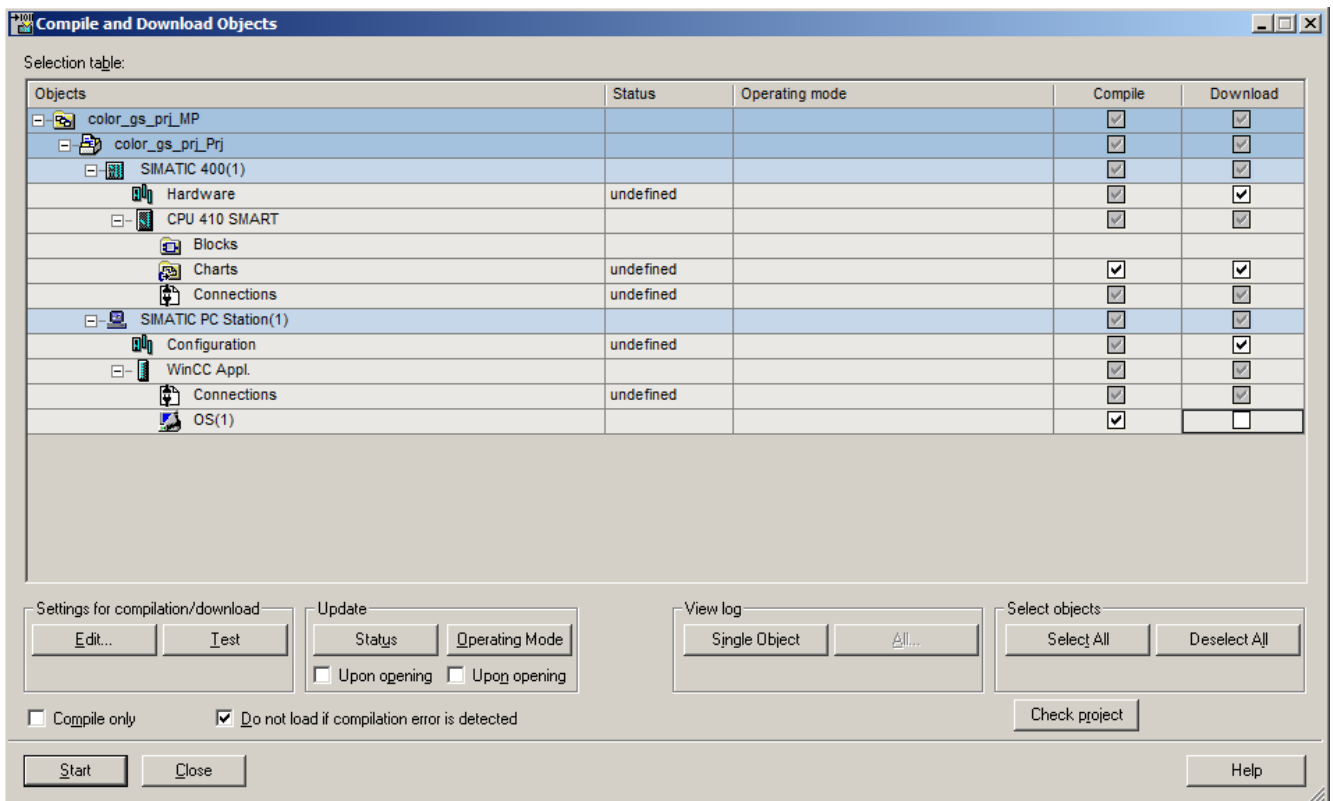 Compile and Download Objects
Selection table:
Objects Status Operating mode Compile Download
color_gs_prj_MP
color_gs_prj_Prj
SIMATIC 400(1)
Hardware undefined
CPU 410 SMART
Blocks
Charts undefined
Connections undefined
SIMATIC PC Station(1)
Configuration undefined
WinCC Appl.
Connections undefined
OS(1)
Settings for compilation/download Update View log Select objects
Edit... Test Status Operating Mode Single Object All... Select All Deselect All
Upon opening Upon opening
Compile only Do not load if compilation error is detected Check project
Start Close Help